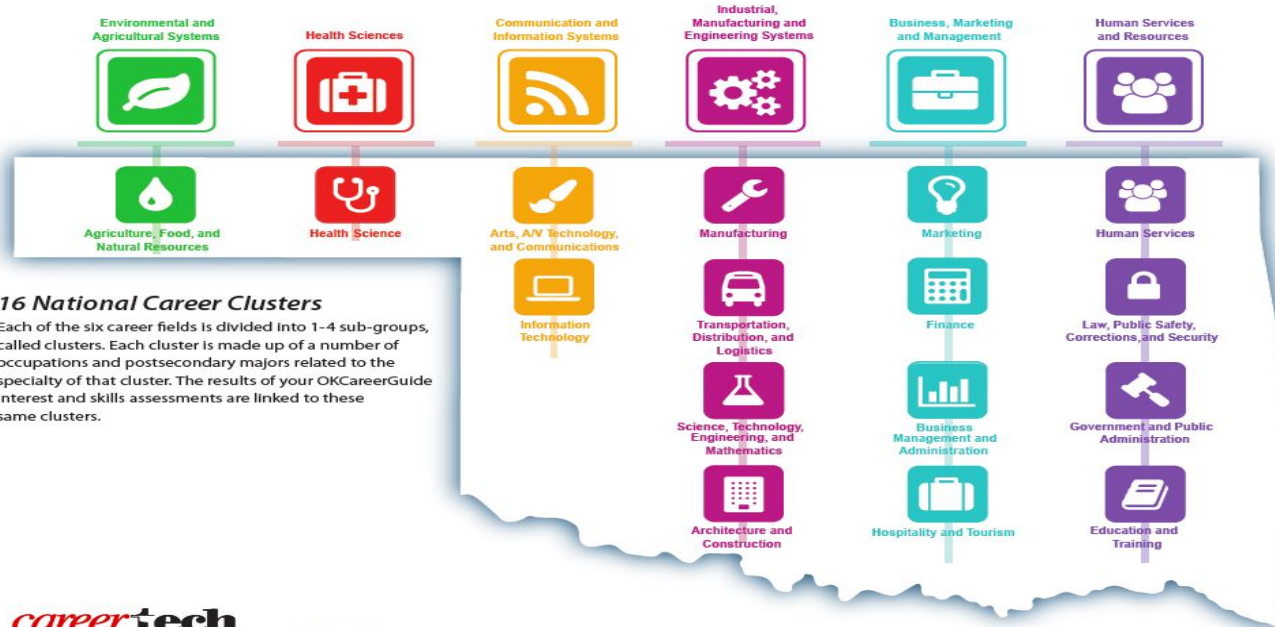 Environmental and
Agricultural Systems
Health Sciences
Communication and
Information Systems
Industrial,
Manufacturing and
Engineering Systems
Business, Marketing
and Management
Human Services
and Resources
Agriculture, Food, and
Natural Resources
Health Science
Arts, A/V Technology,
and Communications
Manufacturing
Marketing
Human Services
Information
Technology
Transportation,
Distribution, and
Logistics
Finance
Law, Public Safety,
Corrections,and Security
Science, Technology,
Engineering, and
Mathematics
Business
Management and
Administration
Government and Public
Administration
Architecture and
Construction
Hospitality and Tourism
Education and
Training
16 National Career Clusters
Each of the six career fields is divided into 1-4 sub-groups,
called clusters. Each cluster is made up of a number of
occupations and postsecondary majors related to the
specialty of that cluster. The results of your OKCareerGuide
interest and skills assessments are linked to these
same clusters.
careertech